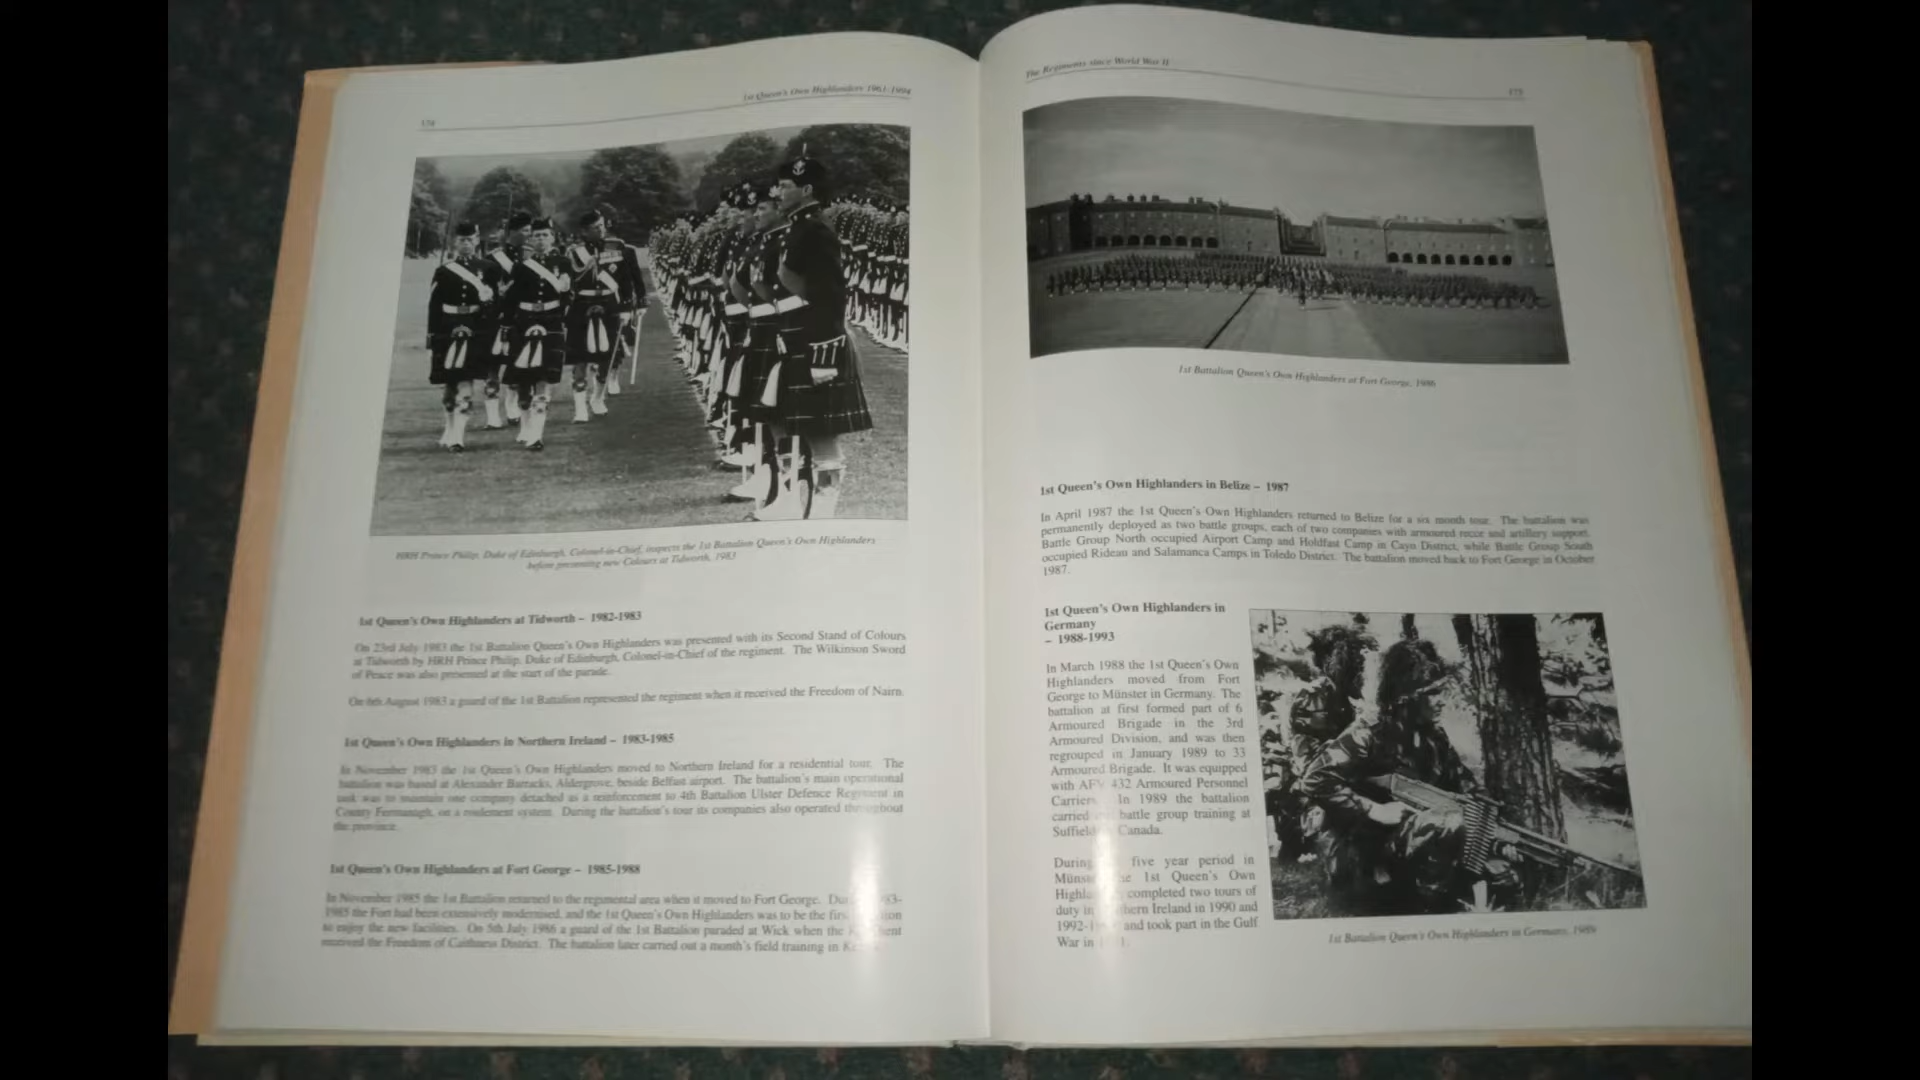 174
1st Queen's Own Highlanders 1961-1994
HRH Prince Philip, Duke of Edinburgh, Colonel-in-Chief, inspects the 1st Battalion Queen's Own Highlanders
before presenting new Colours at Tidworth, 1983
1st Queen's Own Highlanders at Tidworth – 1982-1983
On 23rd July 1983 the 1st Battalion Queen's Own Highlanders was presented with its Second Stand of Colours
at Tidworth by HRH Prince Philip, Duke of Edinburgh, Colonel-in-Chief of the regiment. The Wilkinson Sword
of Peace was also presented at the start of the parade.
On 6th August 1983 a guard of the 1st Battalion represented the regiment when it received the Freedom of Nairn.
1st Queen's Own Highlanders in Northern Ireland – 1983-1985
In November 1983 the 1st Queen's Own Highlanders moved to Northern Ireland for a residential tour. The
battalion was based at Alexander Barracks, Aldergrove, beside Belfast airport. The battalion's main operational
task was to maintain one company detached as a reinforcement to 4th Battalion Ulster Defence Regiment in
County Fermanagh, on a roulement system. During the battalion's tour its companies also operated throughout
the province.
1st Queen's Own Highlanders at Fort George – 1985-1988
In November 1985 the 1st Battalion returned to the regimental area when it moved to Fort George.
1985 the Fort had been extensively modernised, and the 1st Queen's Own Highlanders was to be the first
to enjoy the new facilities. On 5th July 1986 a guard of the 1st Battalion paraded at Wick when the
received the Freedom of Caithness District. The battalion later carried out a month's field training in
The Regiments since World War II
175
1st Battalion Queen's Own Highlanders at Fort George, 1986
1st Queen's Own Highlanders in Belize – 1987
In April 1987 the 1st Queen's Own Highlanders returned to Belize for a six month tour. The battalion was
permanently deployed as two battle groups, each of two companies with armoured recce and artillery support.
Battle Group North occupied Airport Camp and Holdfast Camp in Cayo District, while Battle Group South
occupied Rideau and Salamanca Camps in Toledo District. The battalion moved back to Fort George in October
1987.
1st Queen's Own Highlanders in
Germany
– 1988-1993
In March 1988 the 1st Queen's Own
Highlanders moved from Fort
George to Münster in Germany. The
battalion at first formed part of 6
Armoured Brigade in the 3rd
Armoured Division, and was then
regrouped in January 1989 to 33
Armoured Brigade. It was equipped
with AFV 432 Armoured Personnel
Carriers. In 1989 the battalion
carried battle group training at
Suffield Canada.
During five year period in
Münster the 1st Queen's Own
Highlanders completed two tours of
duty in Northern Ireland in 1990 and
and took part in the Gulf
War in
1st Battalion Queen's Own Highlanders in Germany, 1989